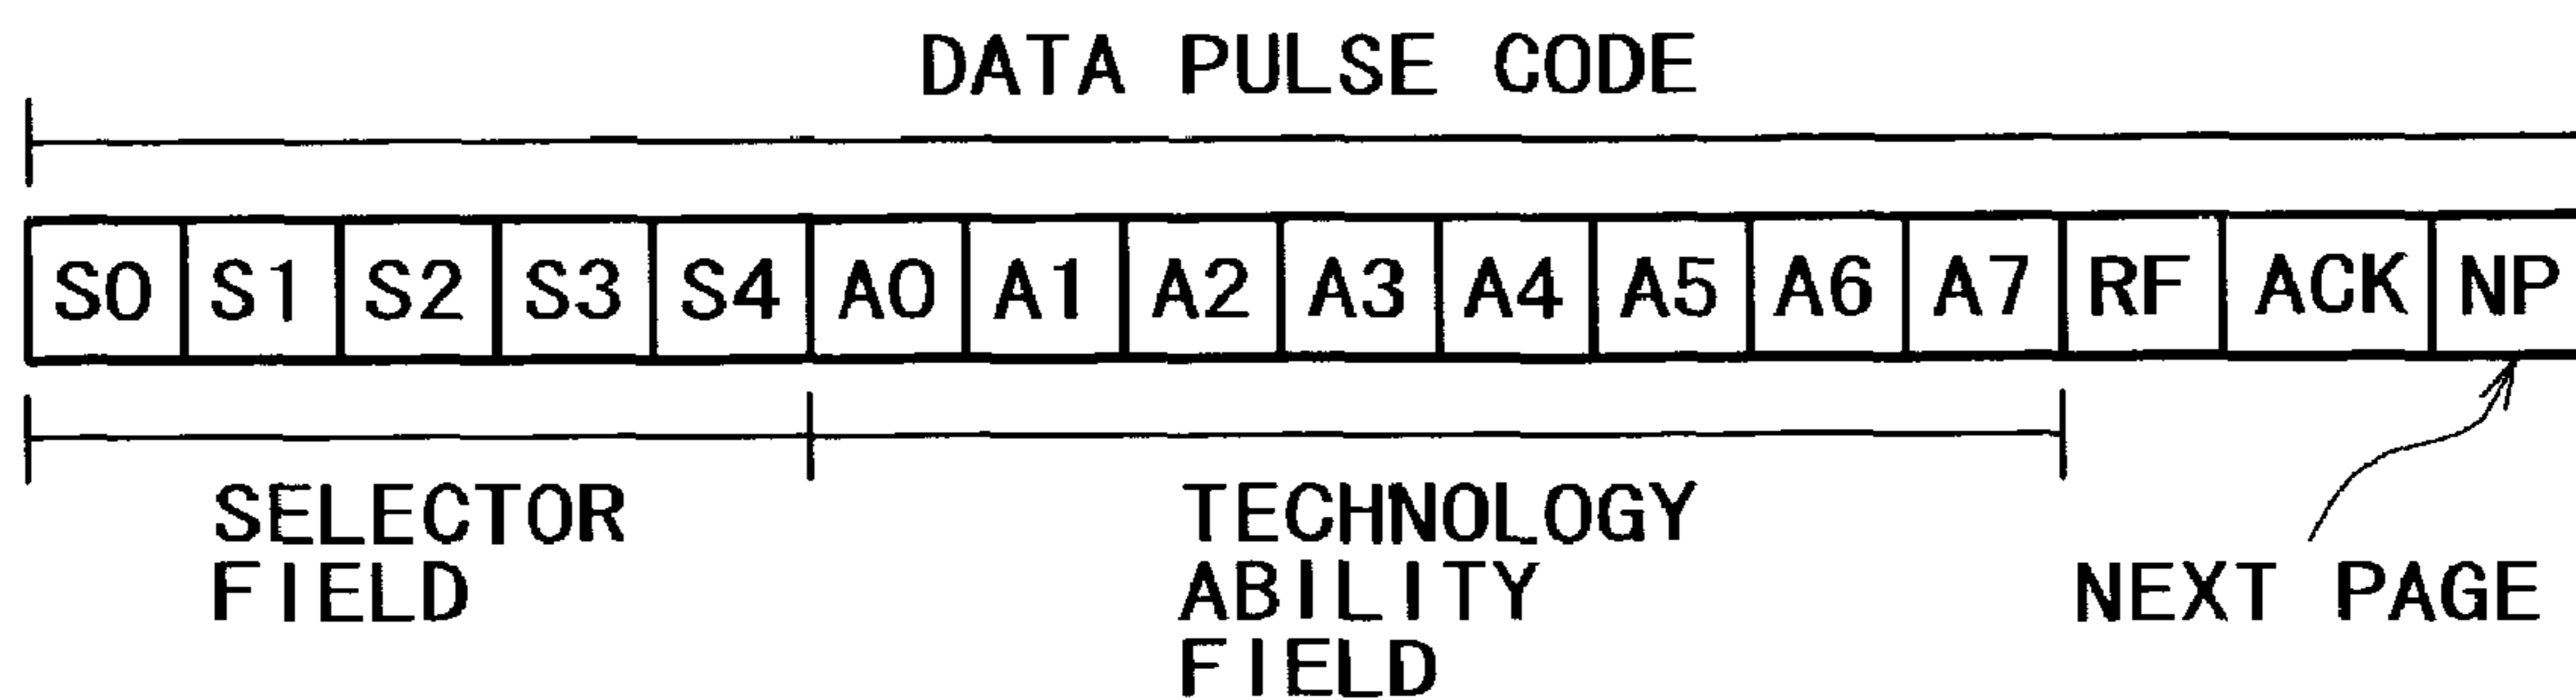 DATA PULSE CODE
S0 S1 S2 S3 S4 A0 A1 A2 A3 A4 A5 A6 A7 RF ACK NP
SELECTOR
FIELD
TECHNOLOGY
ABILITY
FIELD
NEXT PAGE